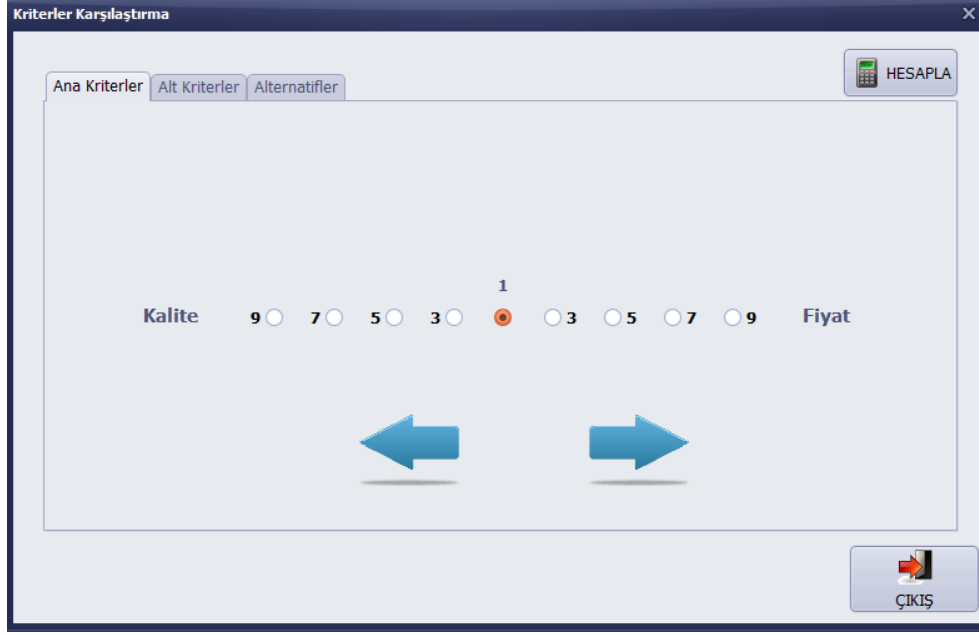 Kriterler Karşılaştırma
HESAPLA
Ana Kriterler Alt Kriterler Alternatifler
1
Kalite 9 7 5 3 3 5 7 9 Fiyat
ÇIKIŞ